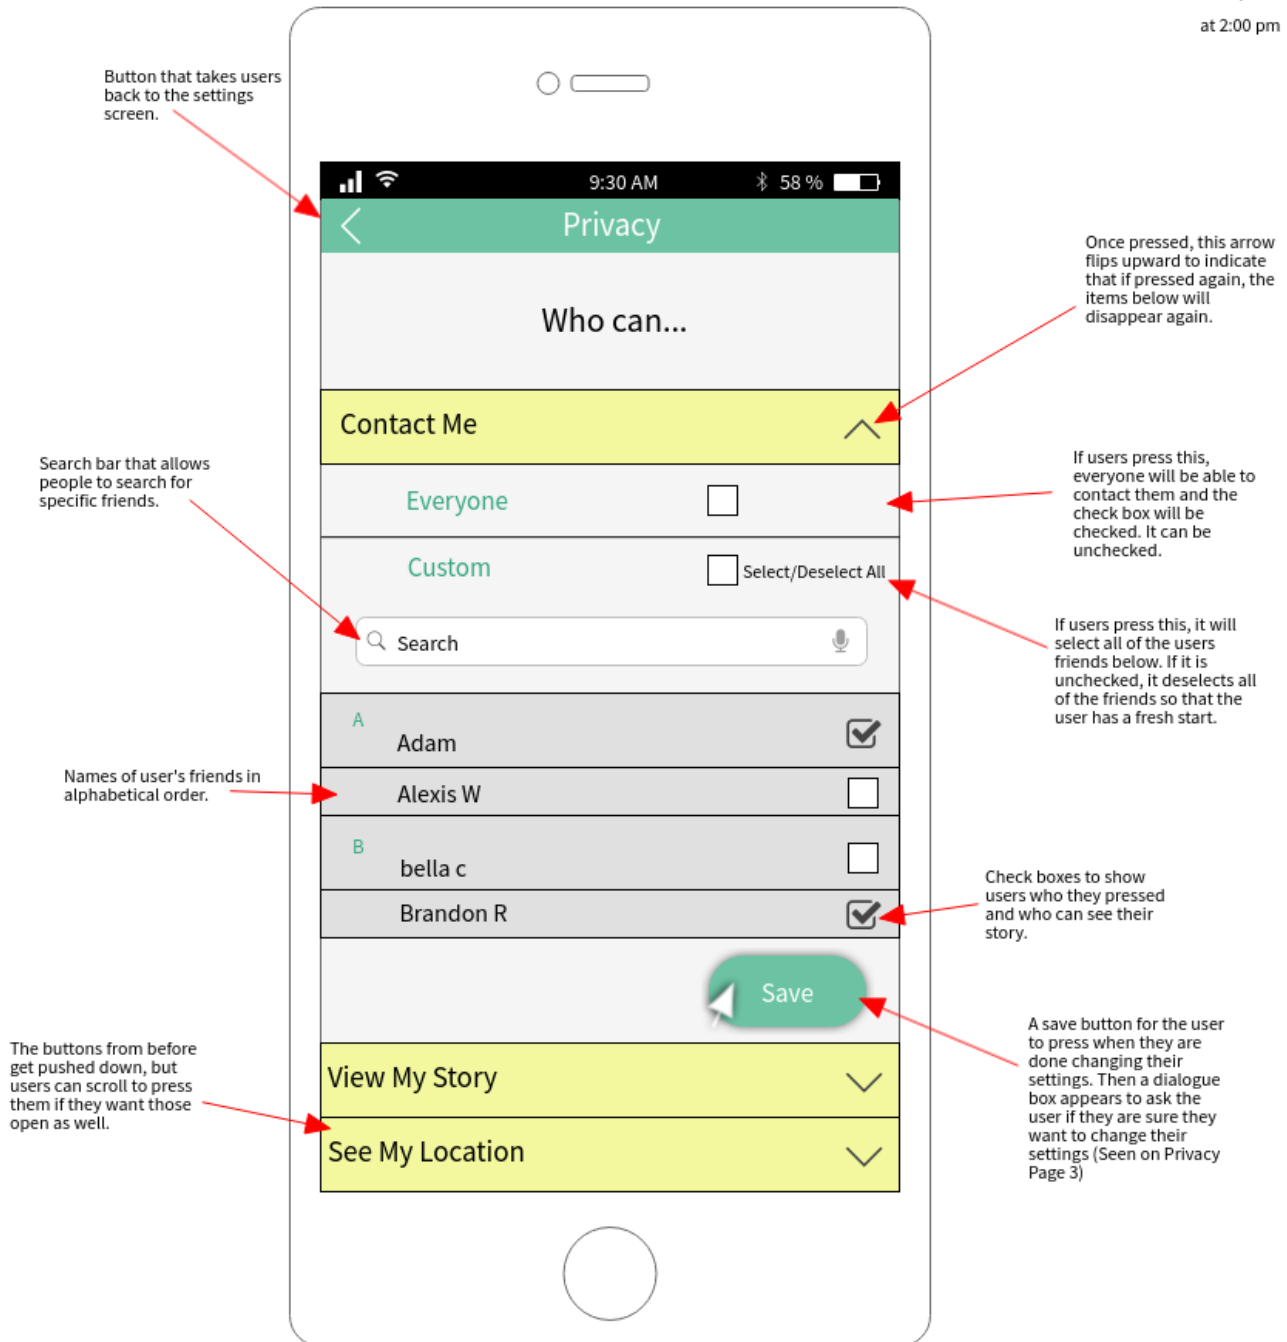 at 2:00 pm
Button that takes users
back to the settings
screen.
9:30 AM
58 %
Privacy
Once pressed, this arrow
flips upward to indicate
that if pressed again, the
items below will
disappear again.
Who can...
Contact Me
Search bar that allows
people to search for
specific friends.
If users press this,
everyone will be able to
contact them and the
check box will be
checked. It can be
unchecked.
Everyone
Custom
Select/Deselect All
If users press this, it will
select all of the users
friends below. If it is
unchecked, it deselects all
of the friends so that the
user has a fresh start.
Search
A
Adam
Names of user's friends in
alphabetical order.
Alexis W
B
bella c
Check boxes to show
users who they pressed
and who can see their
story.
Brandon R
Save
A save button for the user
to press when they are
done changing their
settings. Then a dialogue
box appears to ask the
user if they are sure they
want to change their
settings (Seen on Privacy
Page 3)
The buttons from before
get pushed down, but
users can scroll to press
them if they want those
open as well.
View My Story
See My Location